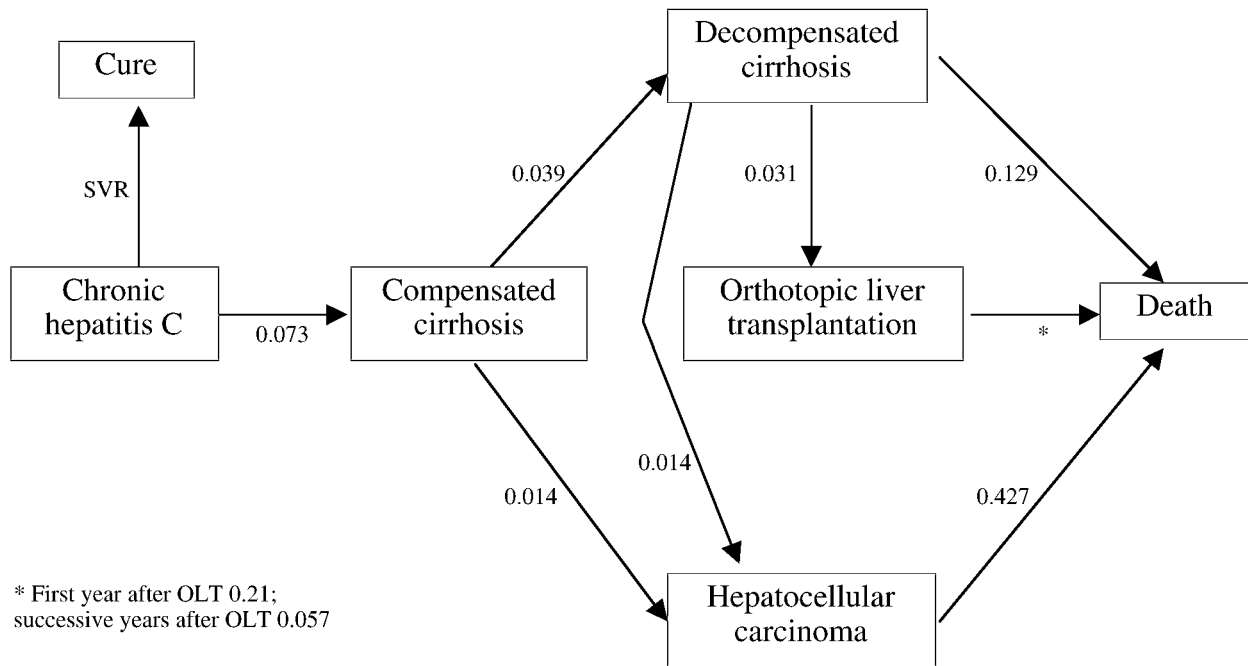 Decompensated
cirrhosis
Cure
SVR
0.039
0.031
0.129
Chronic
hepatitis C
0.073
Compensated
cirrhosis
Orthotopic liver
transplantation
*
Death
0.014
0.014
0.427
* First year after OLT 0.21;
successive years after OLT 0.057
Hepatocellular
carcinoma